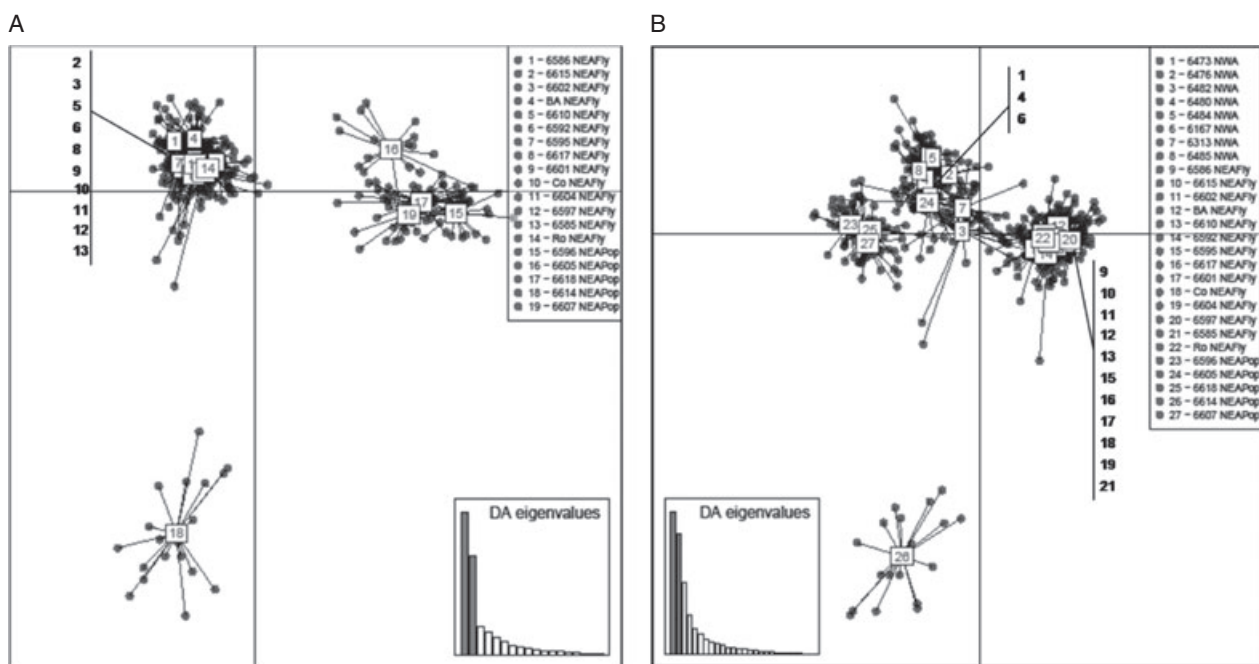 A
2
3
5
6
8
9
10
11
12
13
1
4
7
14
16
17
19
15
18
1 – 6586 NEAFly
2 – 6615 NEAFly
3 – 6602 NEAFly
4 – BA NEAFly
5 – 6610 NEAFly
6 – 6592 NEAFly
7 – 6595 NEAFly
8 – 6617 NEAFly
9 – 6601 NEAFly
10 – Co NEAFly
11 – 6604 NEAFly
12 – 6597 NEAFly
13 – 6585 NEAFly
14 – Ro NEAFly
15 – 6596 NEAPop
16 – 6605 NEAPop
17 – 6618 NEAPop
18 – 6614 NEAPop
19 – 6607 NEAPop
DA eigenvalues
B
1
4
6
5
8
2
24
7
3
23
25
27
12
22
20
14
26
9
10
11
12
13
15
16
17
18
19
21
1 – 6473 NWA
2 – 6476 NWA
3 – 6482 NWA
4 – 6480 NWA
5 – 6484 NWA
6 – 6167 NWA
7 – 6313 NWA
8 – 6485 NWA
9 – 6586 NEAFly
10 – 6615 NEAFly
11 – 6602 NEAFly
12 – BA NEAFly
13 – 6610 NEAFly
14 – 6592 NEAFly
15 – 6595 NEAFly
16 – 6617 NEAFly
17 – 6601 NEAFly
18 – Co NEAFly
19 – 6604 NEAFly
20 – 6597 NEAFly
21 – 6585 NEAFly
22 – Ro NEAFly
23 – 6596 NEAPop
24 – 6605 NEAPop
25 – 6618 NEAPop
26 – 6614 NEAPop
27 – 6607 NEAPop
DA eigenvalues